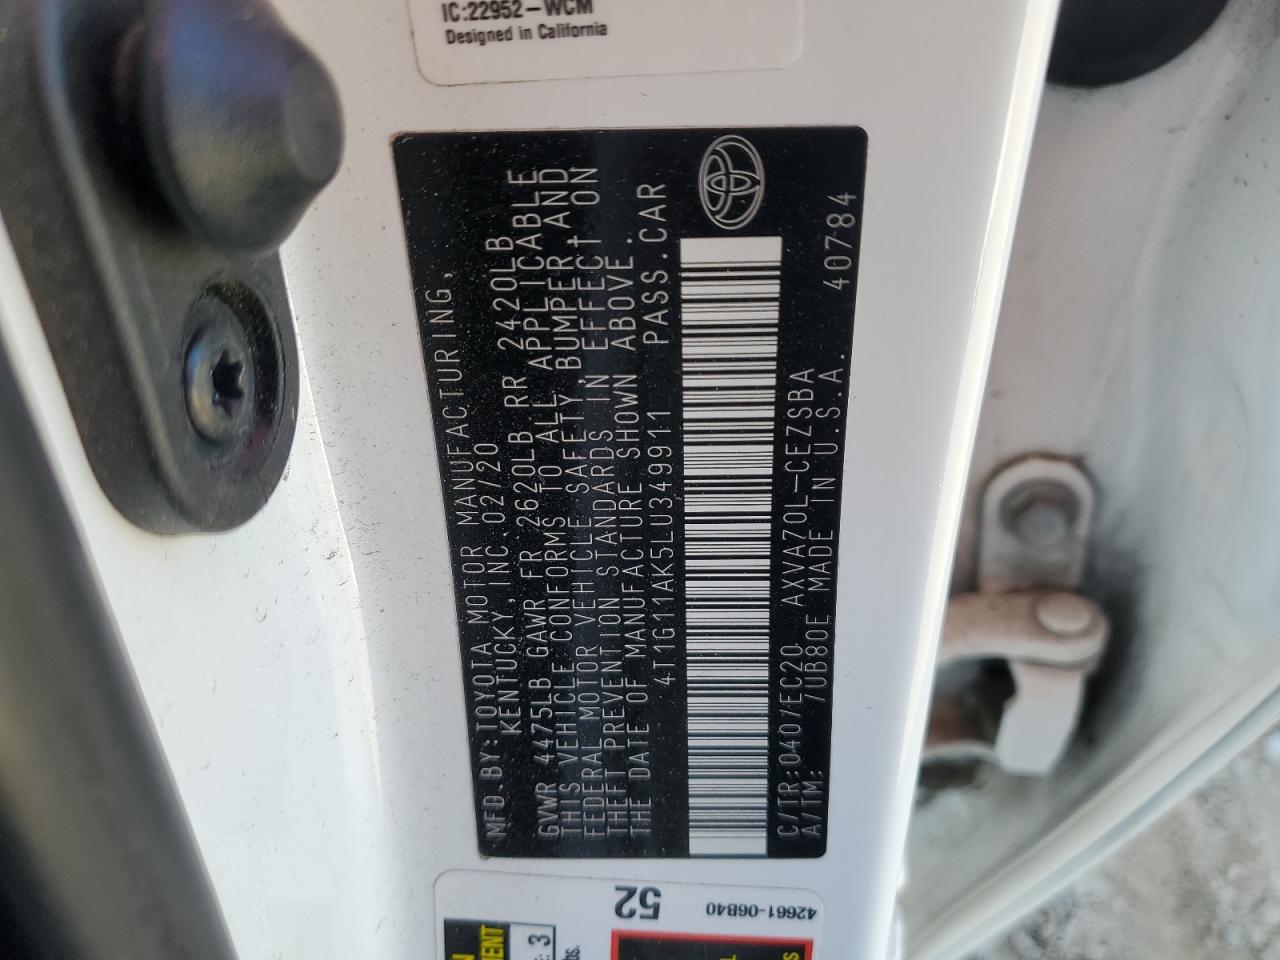 IC:22952-WCM
Designed in California
MFD.BY:TOYOTA MOTOR MANUFACTURING,
KENTUCKY, INC. 02/20
GVWR 4475LB GAWR FR 2620LB RR 2420LB
THIS VEHICLE CONFORMS TO ALL APPLICABLE
FEDERAL MOTOR VEHICLE SAFETY, BUMPER, AND
THEFT PREVENTION STANDARDS IN EFFECT ON
THE DATE OF MANUFACTURE SHOWN ABOVE.
4T1G11AK5LU349911 PASS.CAR
C/TR:040/EC20 AXVA70L-CEZSBA 40784
A/TM: /UB80E MADE IN U.S.A.
52
42661-06B40